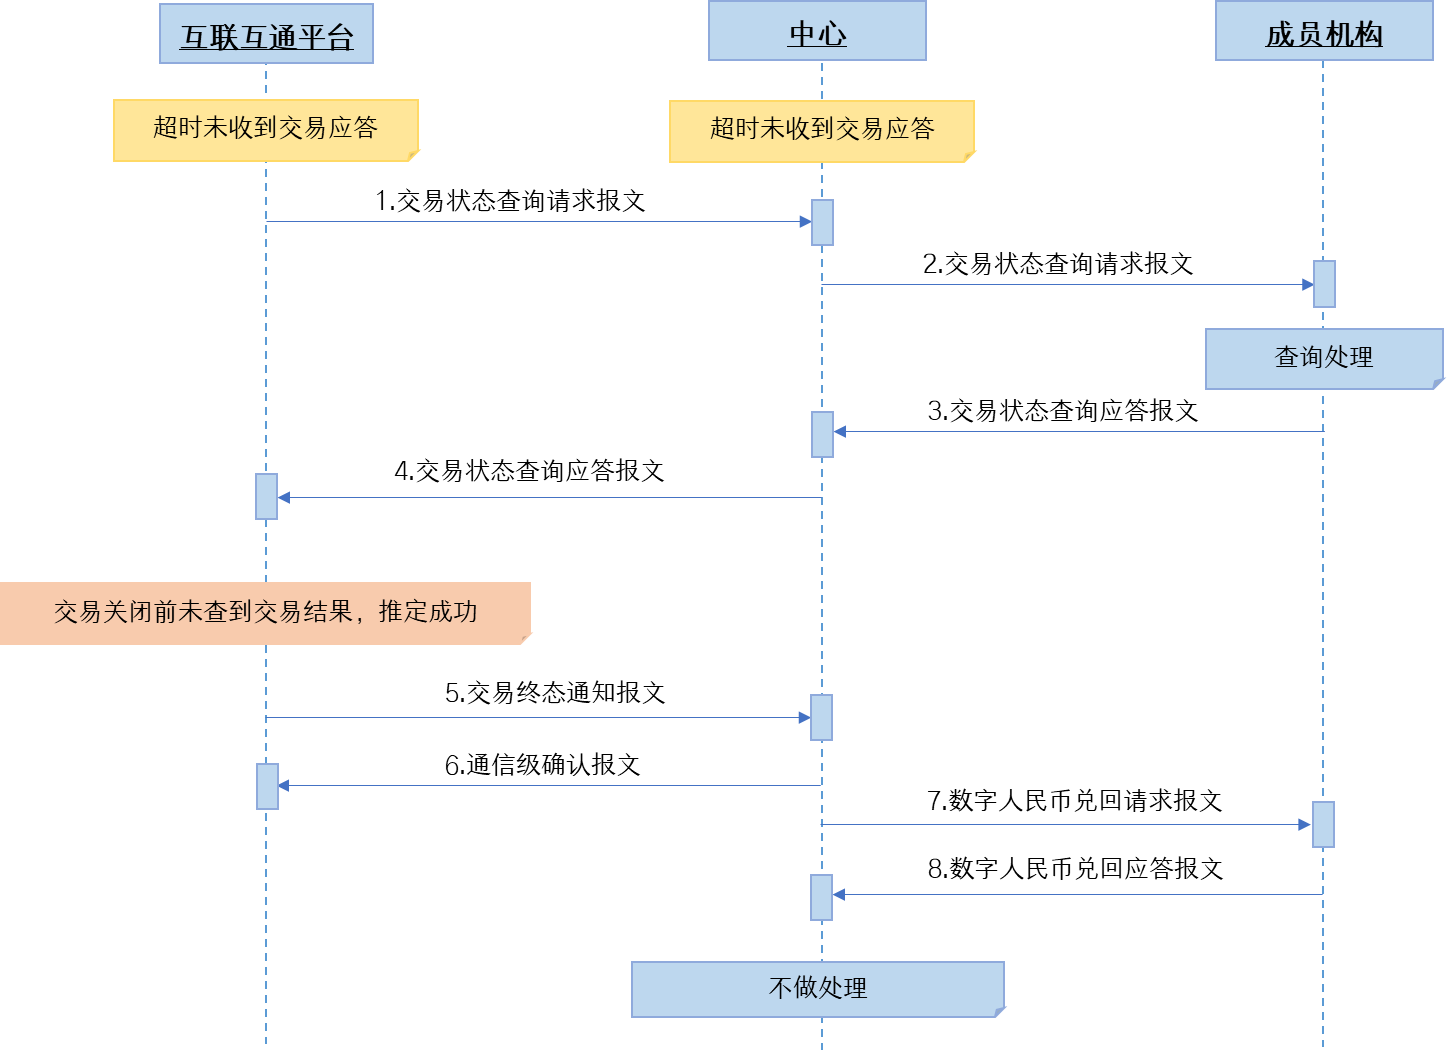 互联互通平台
中心
成员机构
超时未收到交易应答
超时未收到交易应答
1.交易状态查询请求报文
2.交易状态查询请求报文
查询处理
3.交易状态查询应答报文
4.交易状态查询应答报文
交易关闭前未查到交易结果，推定成功
5.交易终态通知报文
6.通信级确认报文
7.数字人民币兑回请求报文
8.数字人民币兑回应答报文
不做处理